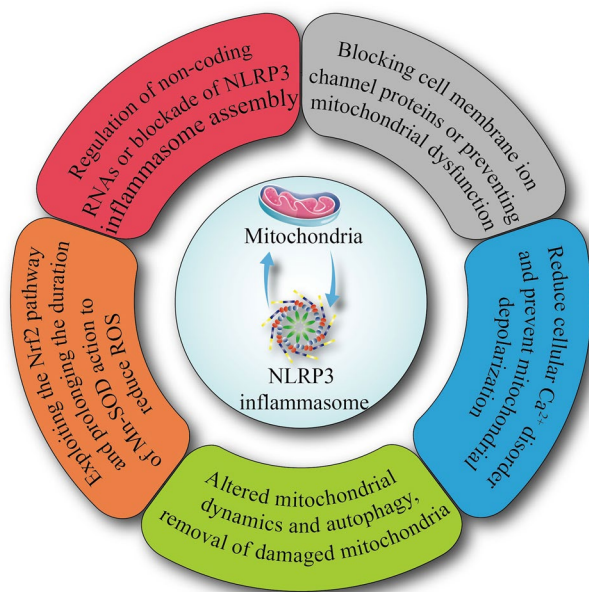 Regulation of non-coding
RNAs or blockade of NLRP3
inflammasome assembly
Blocking cell membrane ion
channel proteins or preventing
mitochondrial dysfunction
Reduce cellular Ca²⁺ disorder
and prevent mitochondrial
depolarization
Altered mitochondrial
dynamics and autophagy,
removal of damaged mitochondria
Exploiting the Nrf2 pathway
and prolonging the duration
of Mn-SOD action to
reduce ROS
Mitochondria
NLRP3
inflammasome